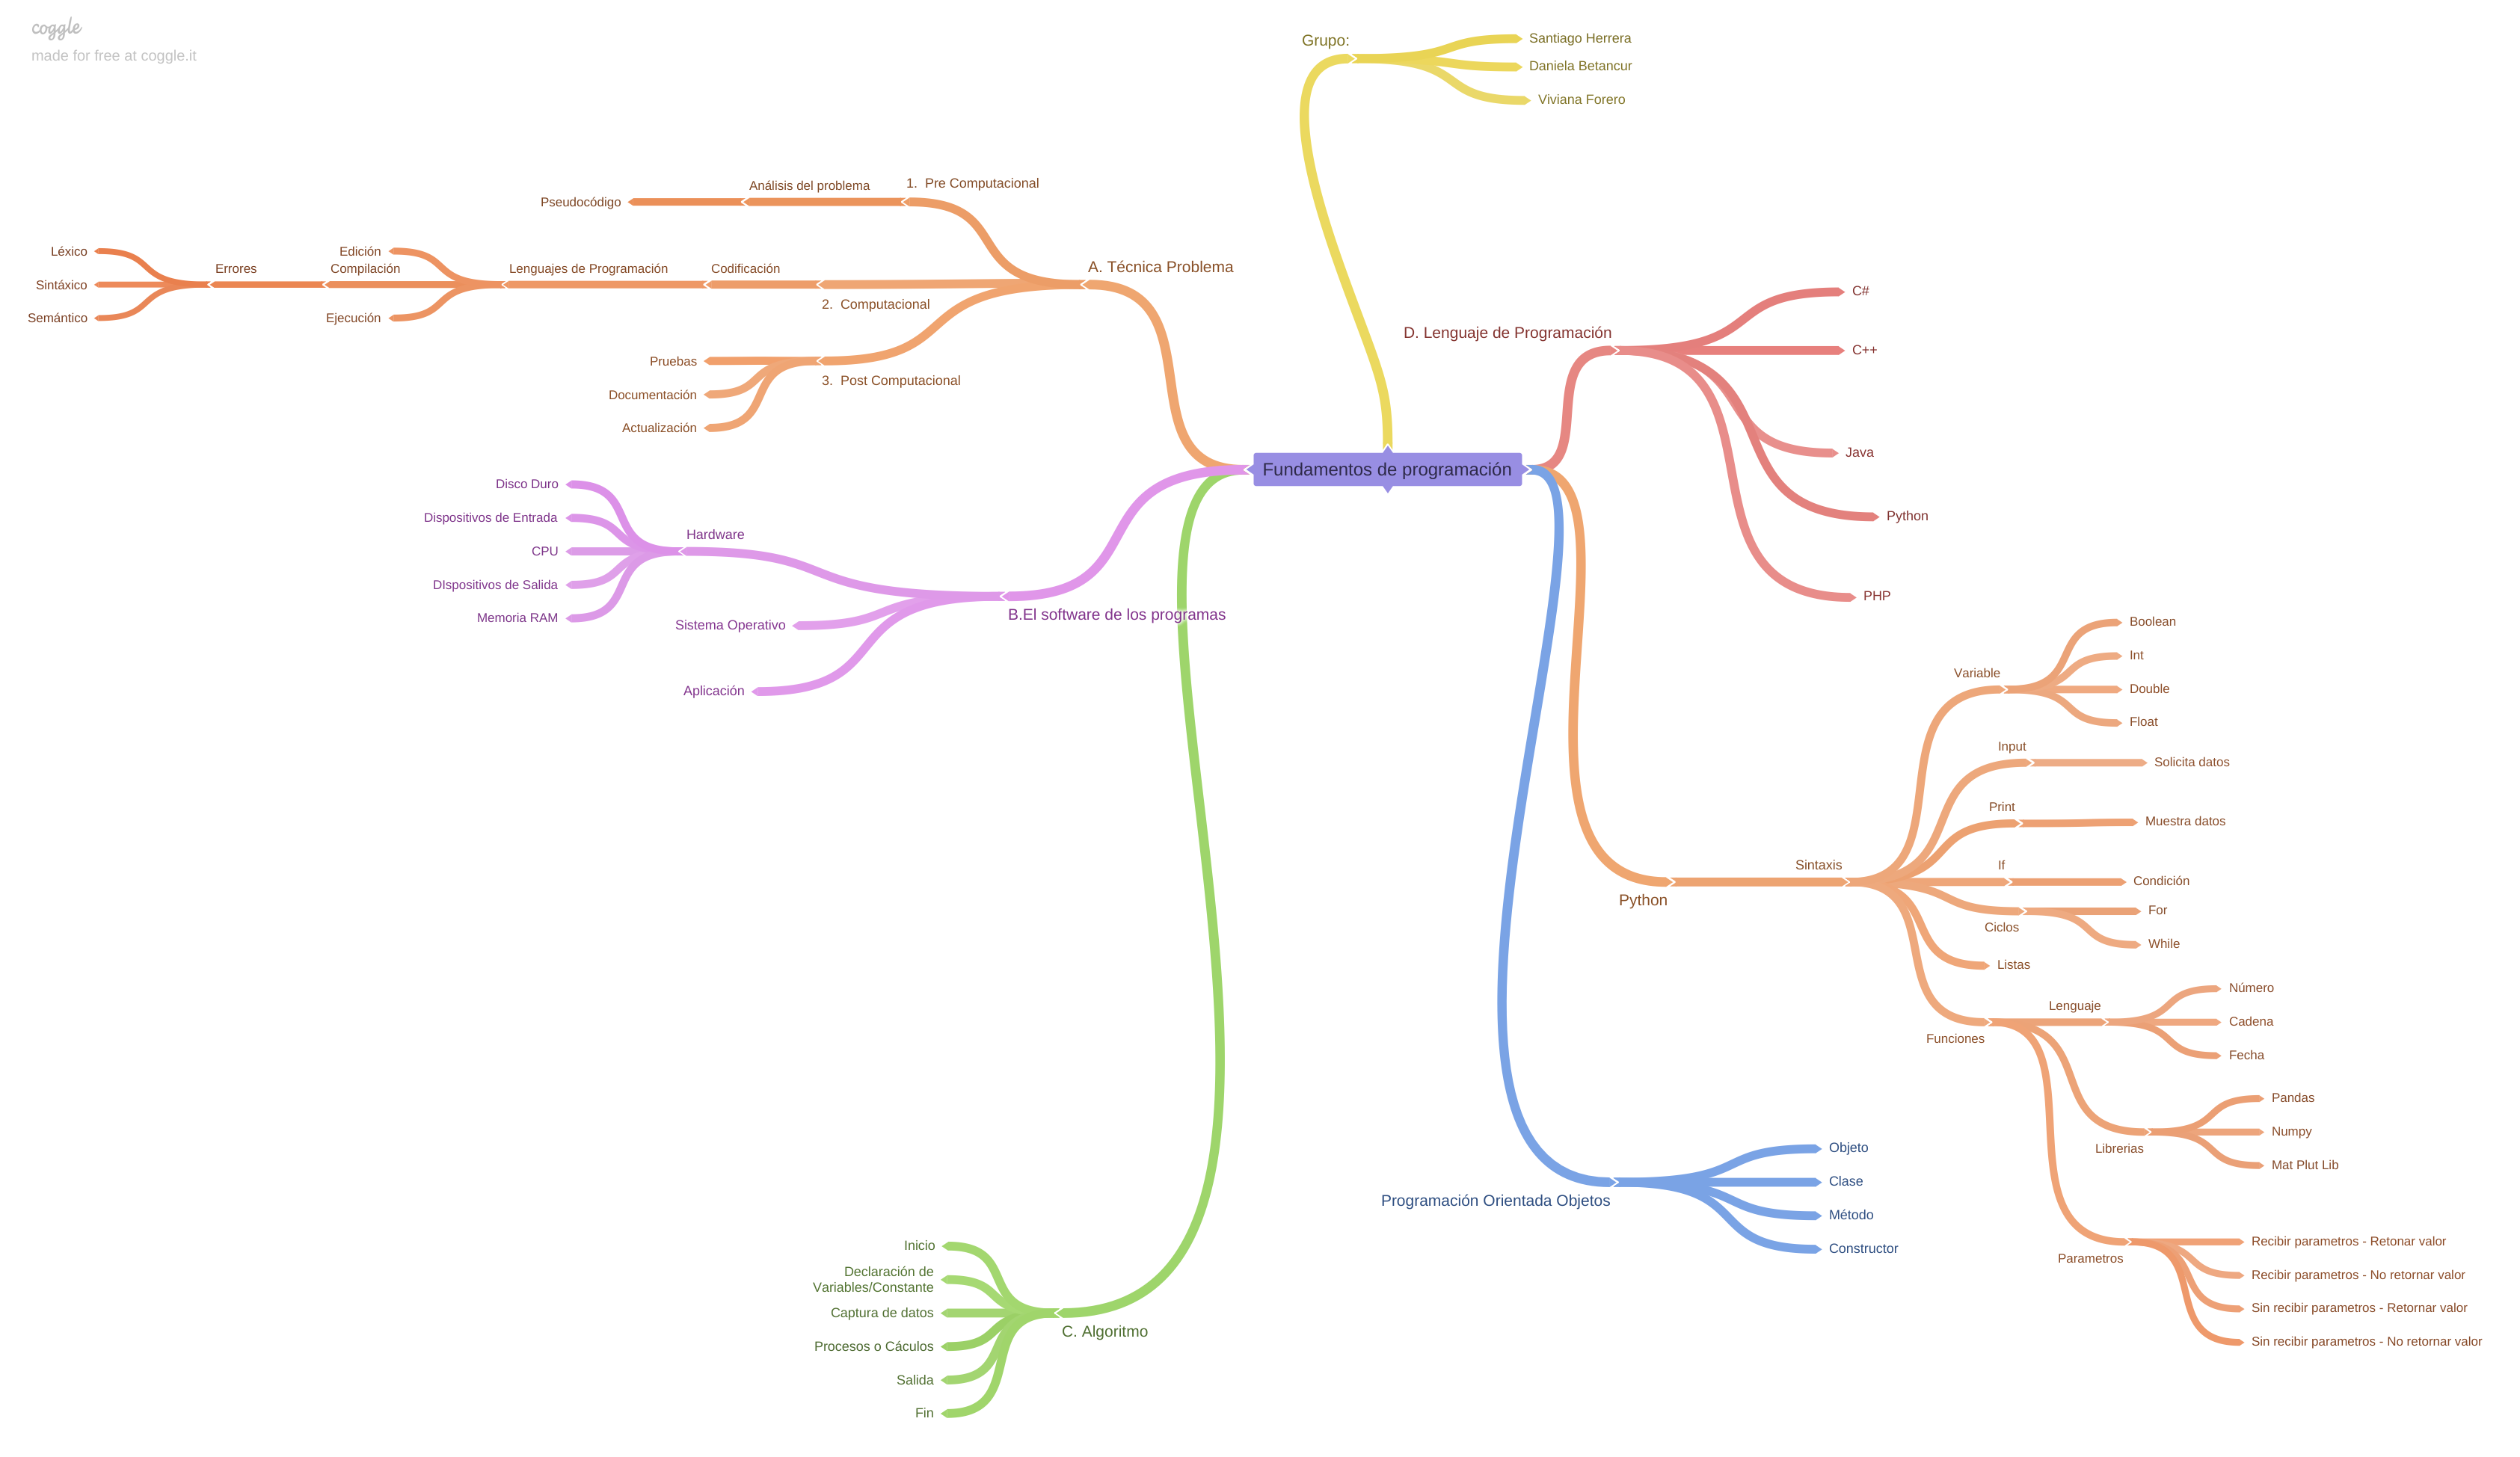 coggle
made for free at coggle.it
Grupo:
Santiago Herrera
Daniela Betancur
Viviana Forero
A. Técnica Problema
1. Pre Computacional
Análisis del problema
Pseudocódigo
2. Computacional
Codificación
Lenguajes de Programación
Edición
Compilación
Errores
Léxico
Sintáxico
Semántico
Ejecución
3. Post Computacional
Pruebas
Documentación
Actualización
Fundamentos de programación
B.El software de los programas
Hardware
Disco Duro
Dispositivos de Entrada
CPU
DIspositivos de Salida
Memoria RAM
Sistema Operativo
Aplicación
C. Algoritmo
Inicio
Declaración de
Variables/Constante
Captura de datos
Procesos o Cáculos
Salida
Fin
D. Lenguaje de Programación
C#
C++
Java
Python
PHP
Python
Sintaxis
Variable
Boolean
Int
Double
Float
Input
Solicita datos
Print
Muestra datos
If
Condición
Ciclos
For
While
Listas
Funciones
Lenguaje
Número
Cadena
Fecha
Librerias
Pandas
Numpy
Mat Plut Lib
Parametros
Recibir parametros - Retonar valor
Recibir parametros - No retornar valor
Sin recibir parametros - Retornar valor
Sin recibir parametros - No retornar valor
Programación Orientada Objetos
Objeto
Clase
Método
Constructor